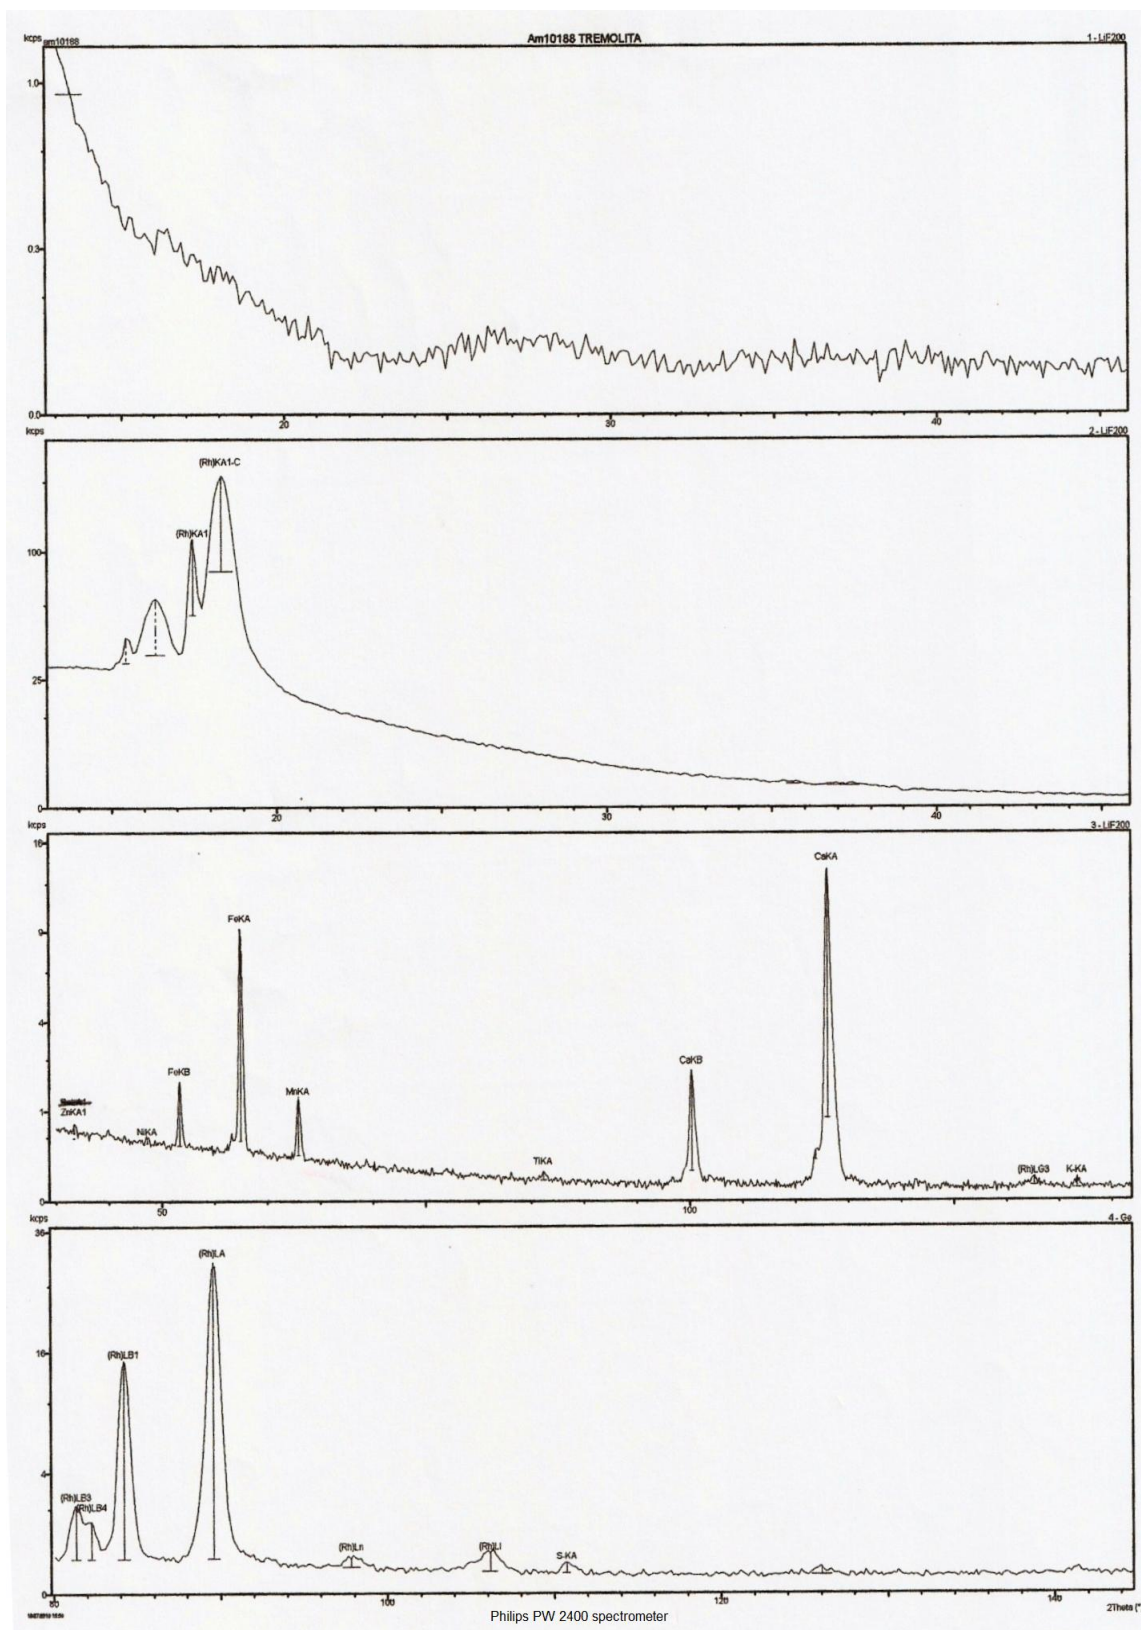 kcps am10188 Am10188 TREMOLITA 1 - LiF200
1.0
0.3
0.0
20 30 40
kcps 2 - LiF200
(Rh)KA1-C
(Rh)KA1
100
25
0
20 30 40
kcps 3 - LiF200
16
CaKA
FeKA
9
4
CaKB
FeKB
MnKA
1
ZnKA1
NiKA
TiKA
(Rh)LG3 K-KA
0
50 100
kcps 4 - Ge
36
(Rh)LA
16
(Rh)LB1
4
(Rh)LB3
(Rh)LB4
(Rh)Ln (Rh)Ll
S-KA
0
80 100 120 140
2Theta (°
Philips PW 2400 spectrometer